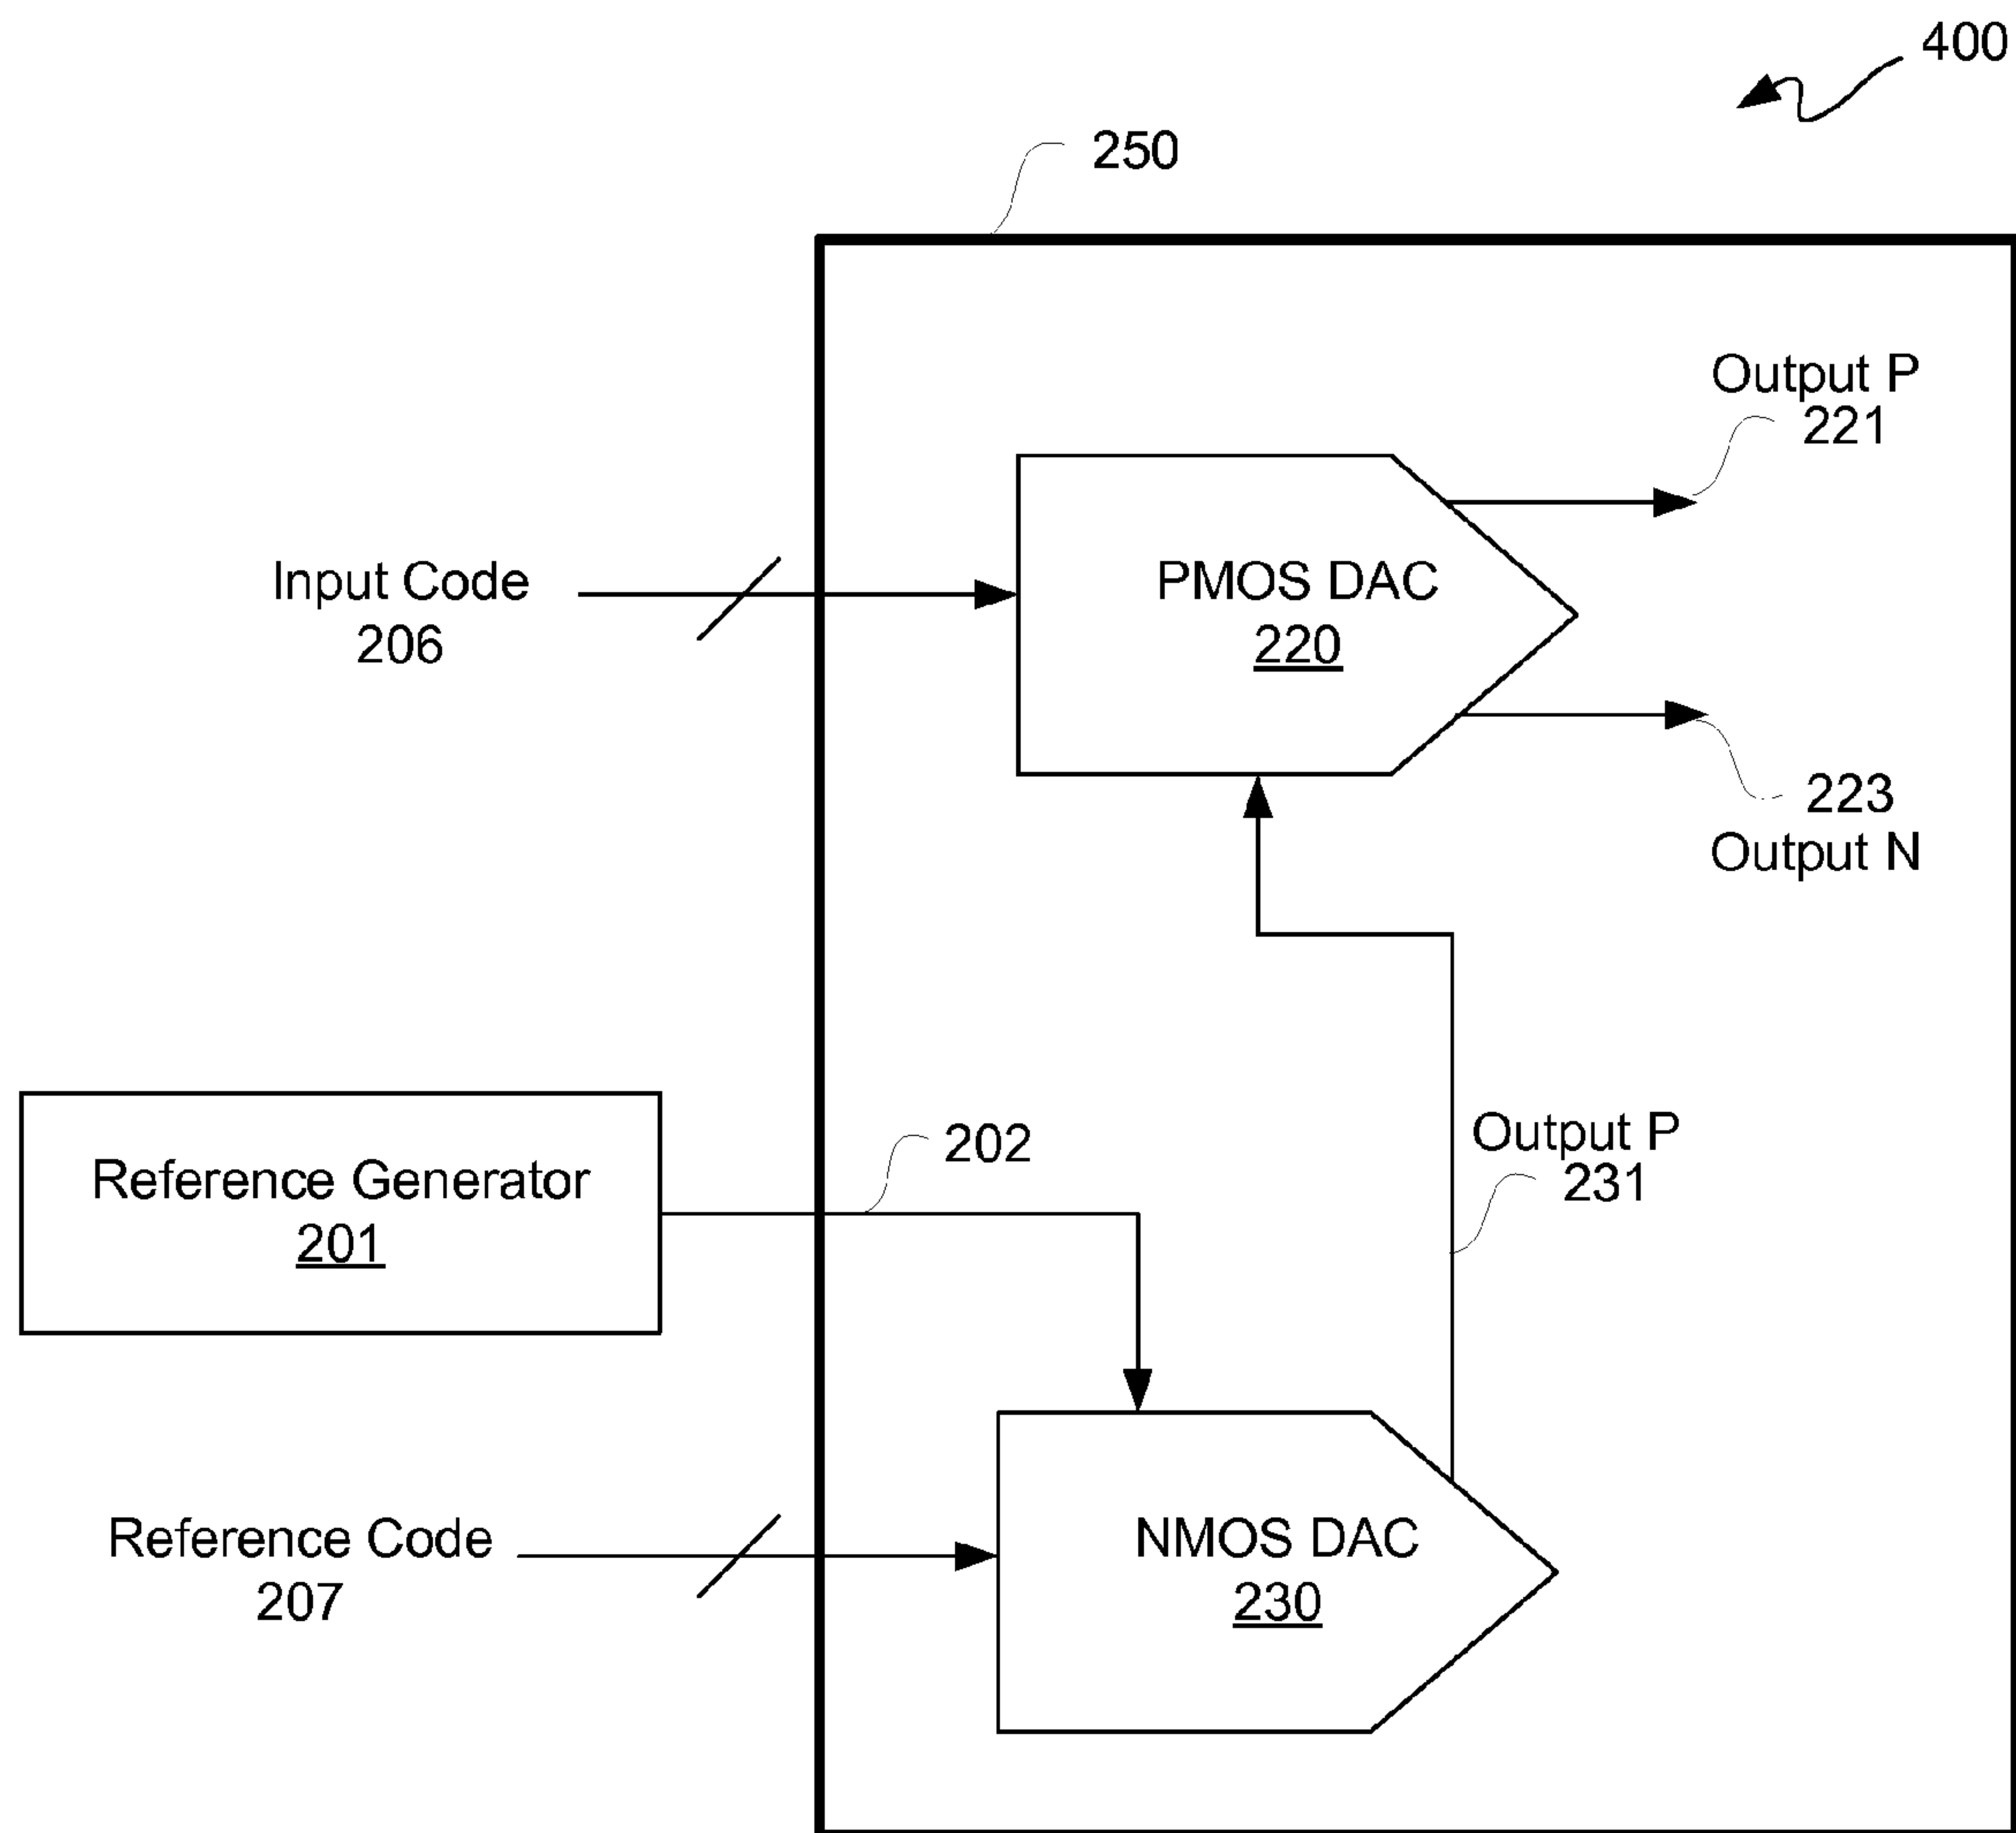 400
250
Output P
221
Input Code
206
PMOS DAC
220
223
Output N
Reference Generator
201
202
Output P
231
Reference Code
207
NMOS DAC
230